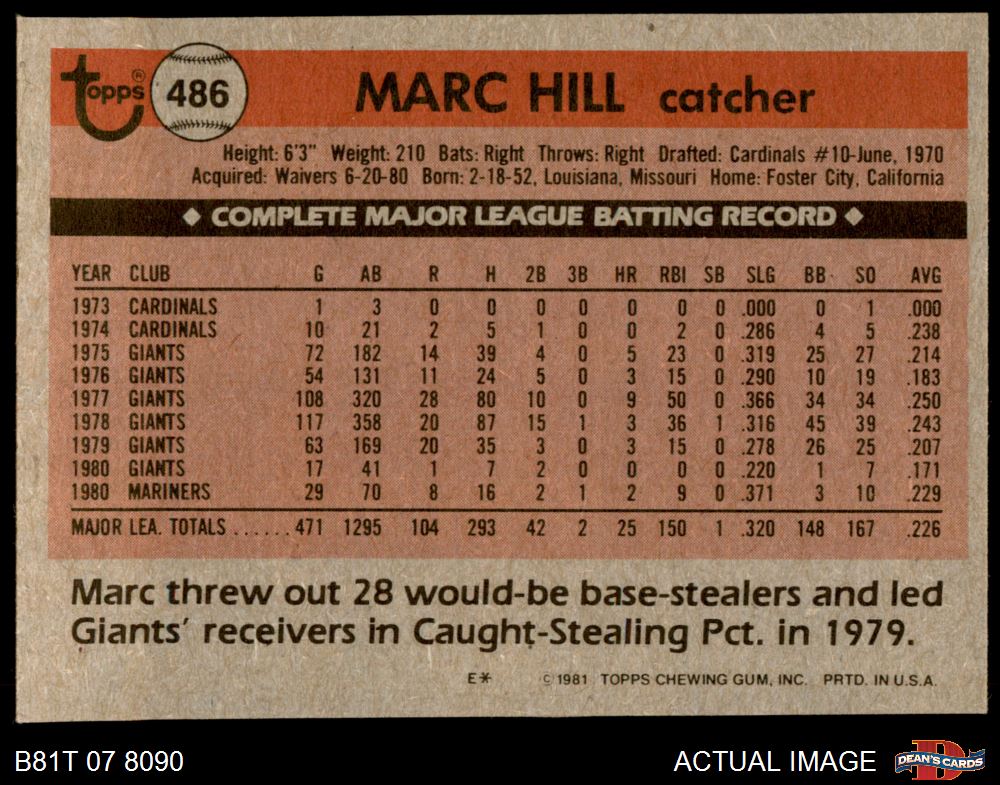 topps® 486 MARC HILL catcher
Height: 6'3" Weight: 210 Bats: Right Throws: Right Drafted: Cardinals #10-June, 1970
Acquired: Waivers 6-20-80 Born: 2-18-52, Louisiana, Missouri Home: Foster City, California
◆ COMPLETE MAJOR LEAGUE BATTING RECORD ◆
YEAR CLUB G AB R H 2B 3B HR RBI SB SLG BB SO AVG
1973 CARDINALS 1 3 0 0 0 0 0 0 0 .000 0 1 .000
1974 CARDINALS 10 21 2 5 1 0 0 2 0 .286 4 5 .238
1975 GIANTS 72 182 14 39 4 0 5 23 0 .319 25 27 .214
1976 GIANTS 54 131 11 24 5 0 3 15 0 .290 10 19 .183
1977 GIANTS 108 320 28 80 10 0 9 50 0 .366 34 34 .250
1978 GIANTS 117 358 20 87 15 1 3 36 1 .316 45 39 .243
1979 GIANTS 63 169 20 35 3 0 3 15 0 .278 26 25 .207
1980 GIANTS 17 41 1 7 2 0 0 0 0 .220 1 7 .171
1980 MARINERS 29 70 8 16 2 1 2 9 0 .371 3 10 .229
MAJOR LEA. TOTALS ...... 471 1295 104 293 42 2 25 150 1 .320 148 167 .226
Marc threw out 28 would-be base-stealers and led
Giants' receivers in Caught-Stealing Pct. in 1979.
E* © 1981 TOPPS CHEWING GUM, INC. PRTD. IN U.S.A.
B81T 07 8090 ACTUAL IMAGE D DEAN'S CARDS